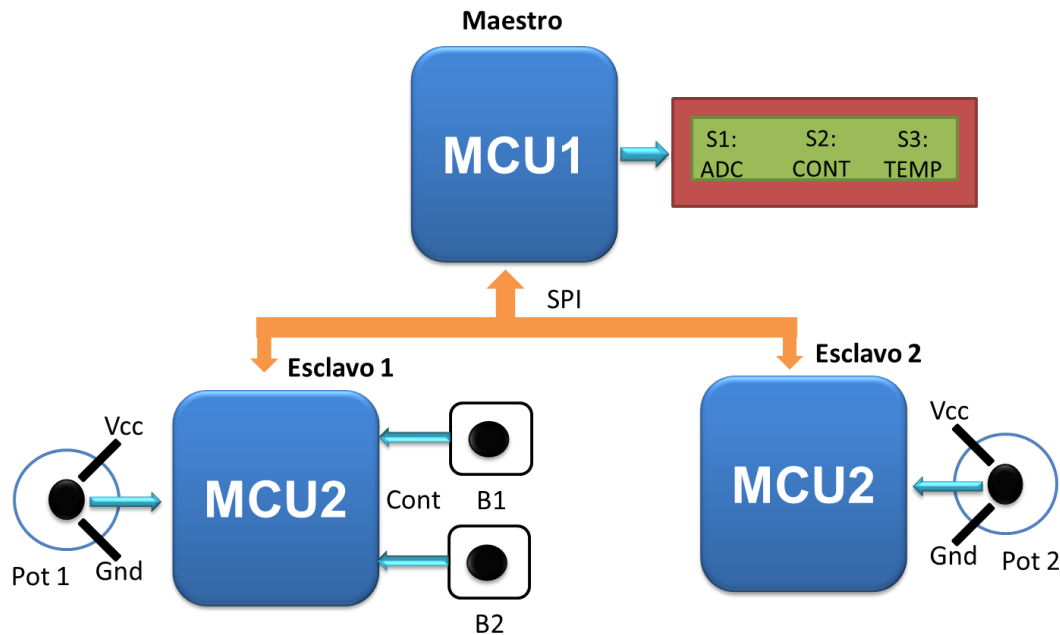 Maestro
MCU1
S1: S2: S3:
ADC CONT TEMP
SPI
Esclavo 1
Esclavo 2
Vcc
MCU2
Cont
B1
Gnd
Pot 1
B2
Vcc
MCU2
Gnd
Pot 2